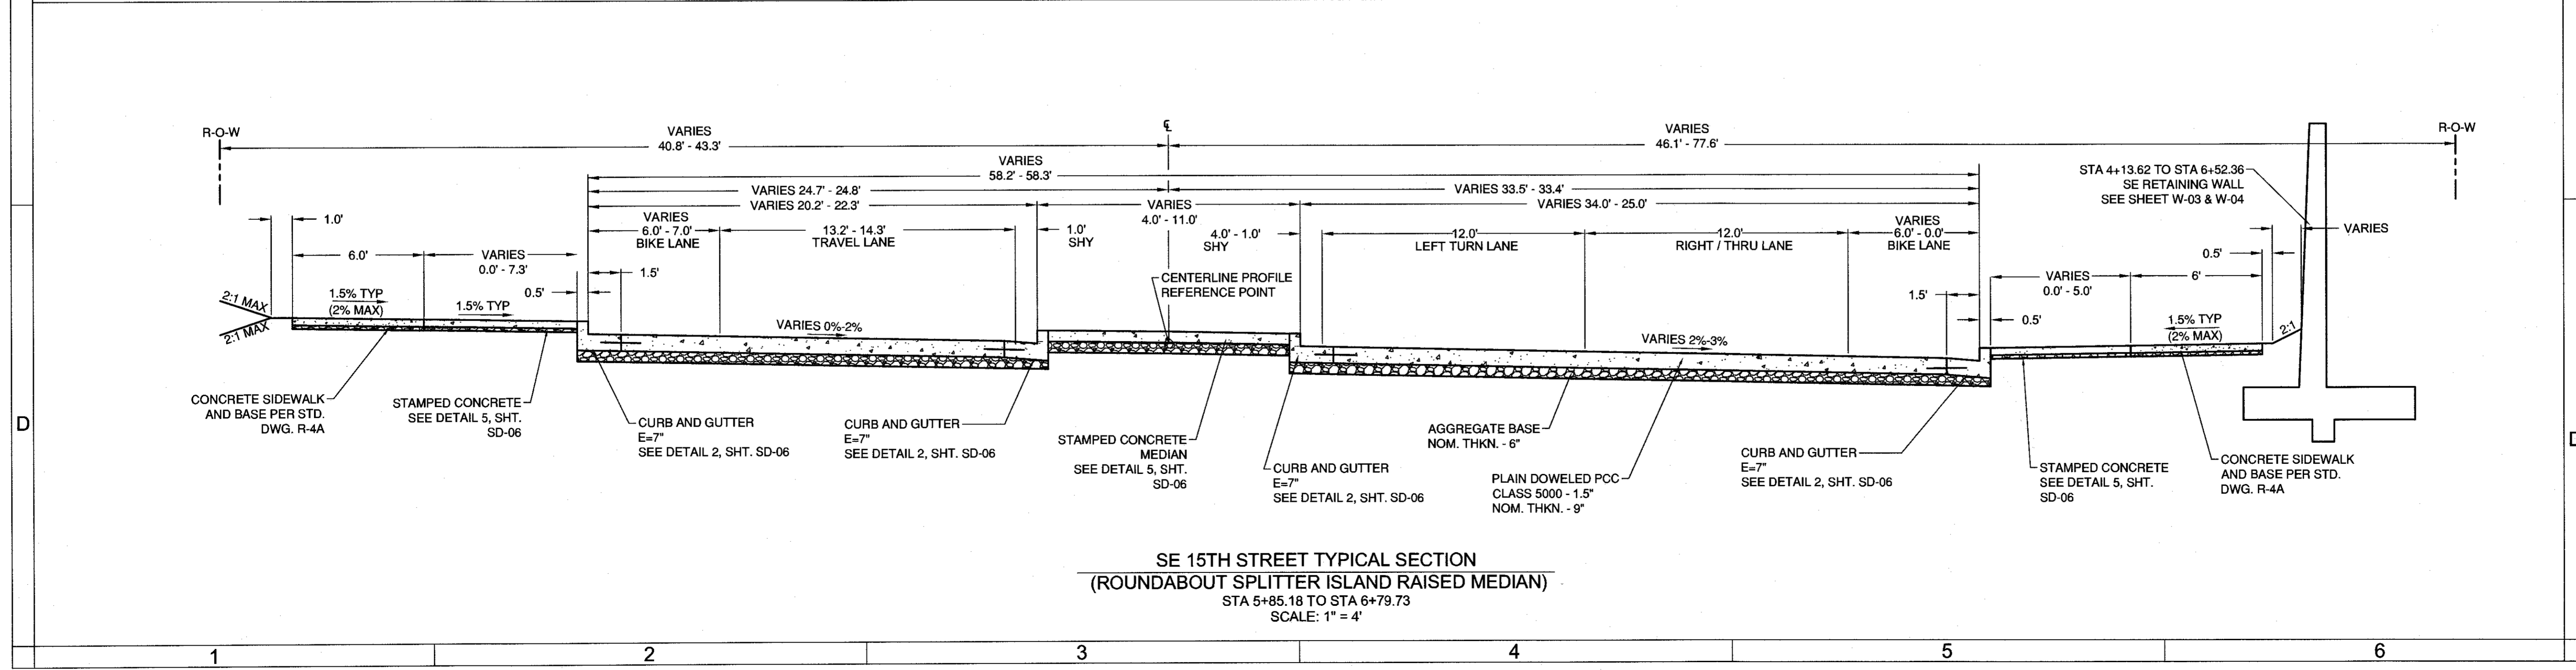 R-O-W
VARIES
40.8' - 43.3'
℄
VARIES
46.1' - 77.6'
R-O-W
VARIES
58.2' - 58.3'
VARIES 24.7' - 24.8'
VARIES 33.5' - 33.4'
VARIES 20.2' - 22.3'
VARIES
4.0' - 11.0'
VARIES 34.0' - 25.0'
STA 4+13.62 TO STA 6+52.36
SE RETAINING WALL
SEE SHEET W-03 & W-04
1.0'
VARIES
6.0' - 7.0'
BIKE LANE
13.2' - 14.3'
TRAVEL LANE
1.0'
SHY
4.0' - 1.0'
SHY
12.0'
LEFT TURN LANE
12.0'
RIGHT / THRU LANE
VARIES
6.0' - 0.0'
BIKE LANE
VARIES
6.0'
VARIES
0.0' - 7.3'
1.5'
0.5'
CENTERLINE PROFILE
REFERENCE POINT
1.5'
VARIES
0.0' - 5.0'
6'
0.5'
0.5'
2:1 MAX
2:1 MAX
1.5% TYP
(2% MAX)
1.5% TYP
VARIES 0%-2%
VARIES 2%-3%
1.5% TYP
(2% MAX)
2:1
CONCRETE SIDEWALK
AND BASE PER STD.
DWG. R-4A
STAMPED CONCRETE
SEE DETAIL 5, SHT.
SD-06
CURB AND GUTTER
E=7"
SEE DETAIL 2, SHT. SD-06
CURB AND GUTTER
E=7"
SEE DETAIL 2, SHT. SD-06
STAMPED CONCRETE
MEDIAN
SEE DETAIL 5, SHT.
SD-06
CURB AND GUTTER
E=7"
SEE DETAIL 2, SHT. SD-06
AGGREGATE BASE
NOM. THKN. - 6"
PLAIN DOWELED PCC
CLASS 5000 - 1.5"
NOM. THKN. - 9"
CURB AND GUTTER
E=7"
SEE DETAIL 2, SHT. SD-06
STAMPED CONCRETE
SEE DETAIL 5, SHT.
SD-06
CONCRETE SIDEWALK
AND BASE PER STD.
DWG. R-4A
D
SE 15TH STREET TYPICAL SECTION
(ROUNDABOUT SPLITTER ISLAND RAISED MEDIAN)
STA 5+85.18 TO STA 6+79.73
SCALE: 1" = 4'
1
2
3
4
5
6